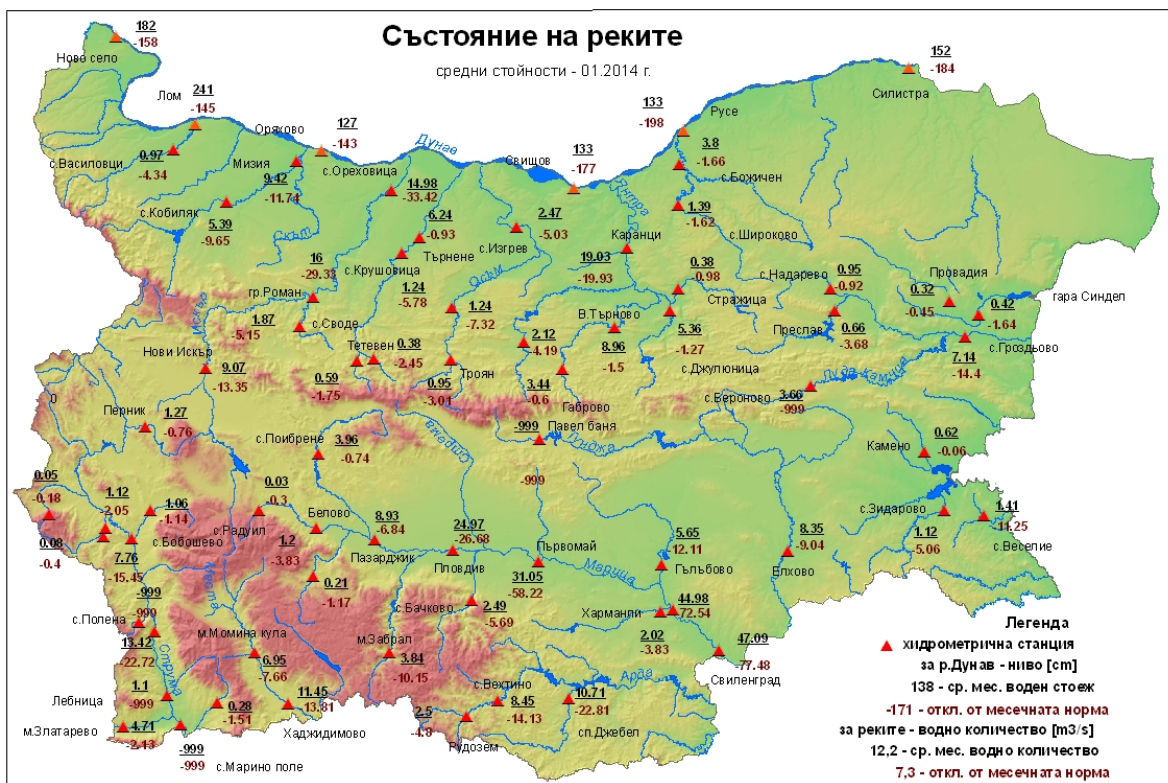 Състояние на реките
средни стойности - 01.2014 г.
182
-158
Ново село
152
-184
Силистра
Лом
241
-145
Оряхово
127
-143
Дунав
133
-198
Русе
с.Василовци
0.97
-4.34
Мизия
9.42
-11.74
с.Ореховица
14.98
-33.42
Свищов
133
-177
Янтра
3.8
-1.66
с.Божичен
с.Кобиляк
5.39
-9.65
Скът
6.24
-0.93
Търнене
2.47
-5.03
с.Изгрев
1.39
-1.62
с.Широково
Каранци
19.03
-19.93
16
-29.33
гр.Роман
с.Крушовица
1.24
-5.78
Осъм
1.24
-7.32
0.38
-0.98
Стражица
с.Надарево
0.95
-0.92
Провадия
0.32
-0.45
0.42
-1.64
гара Синдел
1.87
-5.15
с.Своде
Искър
В.Търново
8.96
-1.5
5.36
-1.27
с.Джулюница
Преслав
0.66
-3.68
7.14
-14.4
с.Гроздьово
Нови Искър
9.07
-13.35
Тетевен
0.38
-2.45
0.59
-1.75
0.95
-3.01
Троян
2.12
-4.19
3.44
-0.6
Габрово
с.Вероново
3.66
-999
Луда камчия
0
Перник
1.27
-0.76
с.Поибрене
3.96
-0.74
Стряма
-999
Павел баня
-999
Тунджа
Камено
0.62
-0.06
0.05
-0.18
1.12
-2.05
1.06
-1.14
0.03
-0.3
с.Радуил
Белово
1.2
-3.83
8.93
-6.84
Пазарджик
24.97
-26.68
Пловдив
Първомай
31.05
-58.22
Марица
5.65
12.11
Гълъбово
8.35
-9.04
Елхово
с.Зидарово
1.12
5.06
1.41
-11.25
с.Веселие
0.08
-0.4
7.76
-15.45
с.Бобошево
0.21
-1.17
Места
-999
-999
с.Полена
13.42
-22.72
Струма
м.Момина кула
6.95
-7.66
м.Забрал
3.84
-10.15
с.Бачково
2.49
-5.69
Харманли
44.98
-72.54
2.02
-3.83
47.09
-77.48
Свиленград
Лебница
1.1
-999
0.28
-1.51
11.45
-13.81
Хаджидимово
м.Златарево
4.71
-2.13
-999
-999
с.Марино поле
с.Вехтино
8.45
-14.13
2.5
-4.8
Рудозем
Арда
10.71
-22.81
сп.Джебел
Легенда
хидрометрична станция
за р.Дунав - ниво [cm]
138 - ср. мес. воден стоеж
-171 - откл. от месечната норма
за реките - водно количество [m3/s]
12,2 - ср. мес. водно количество
7,3 - откл. от месечната норма